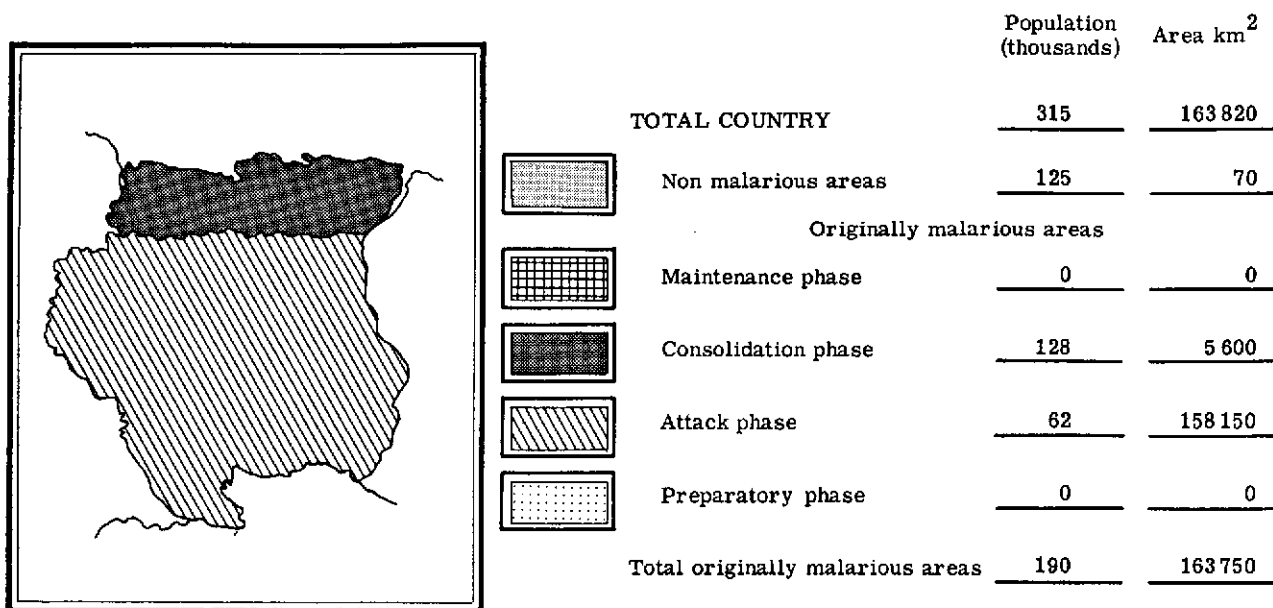 Population (thousands) Area km²
TOTAL COUNTRY 315 163 820
Non malarious areas 125 70
Originally malarious areas
Maintenance phase 0 0
Consolidation phase 128 5 600
Attack phase 62 158 150
Preparatory phase 0 0
Total originally malarious areas 190 163 750